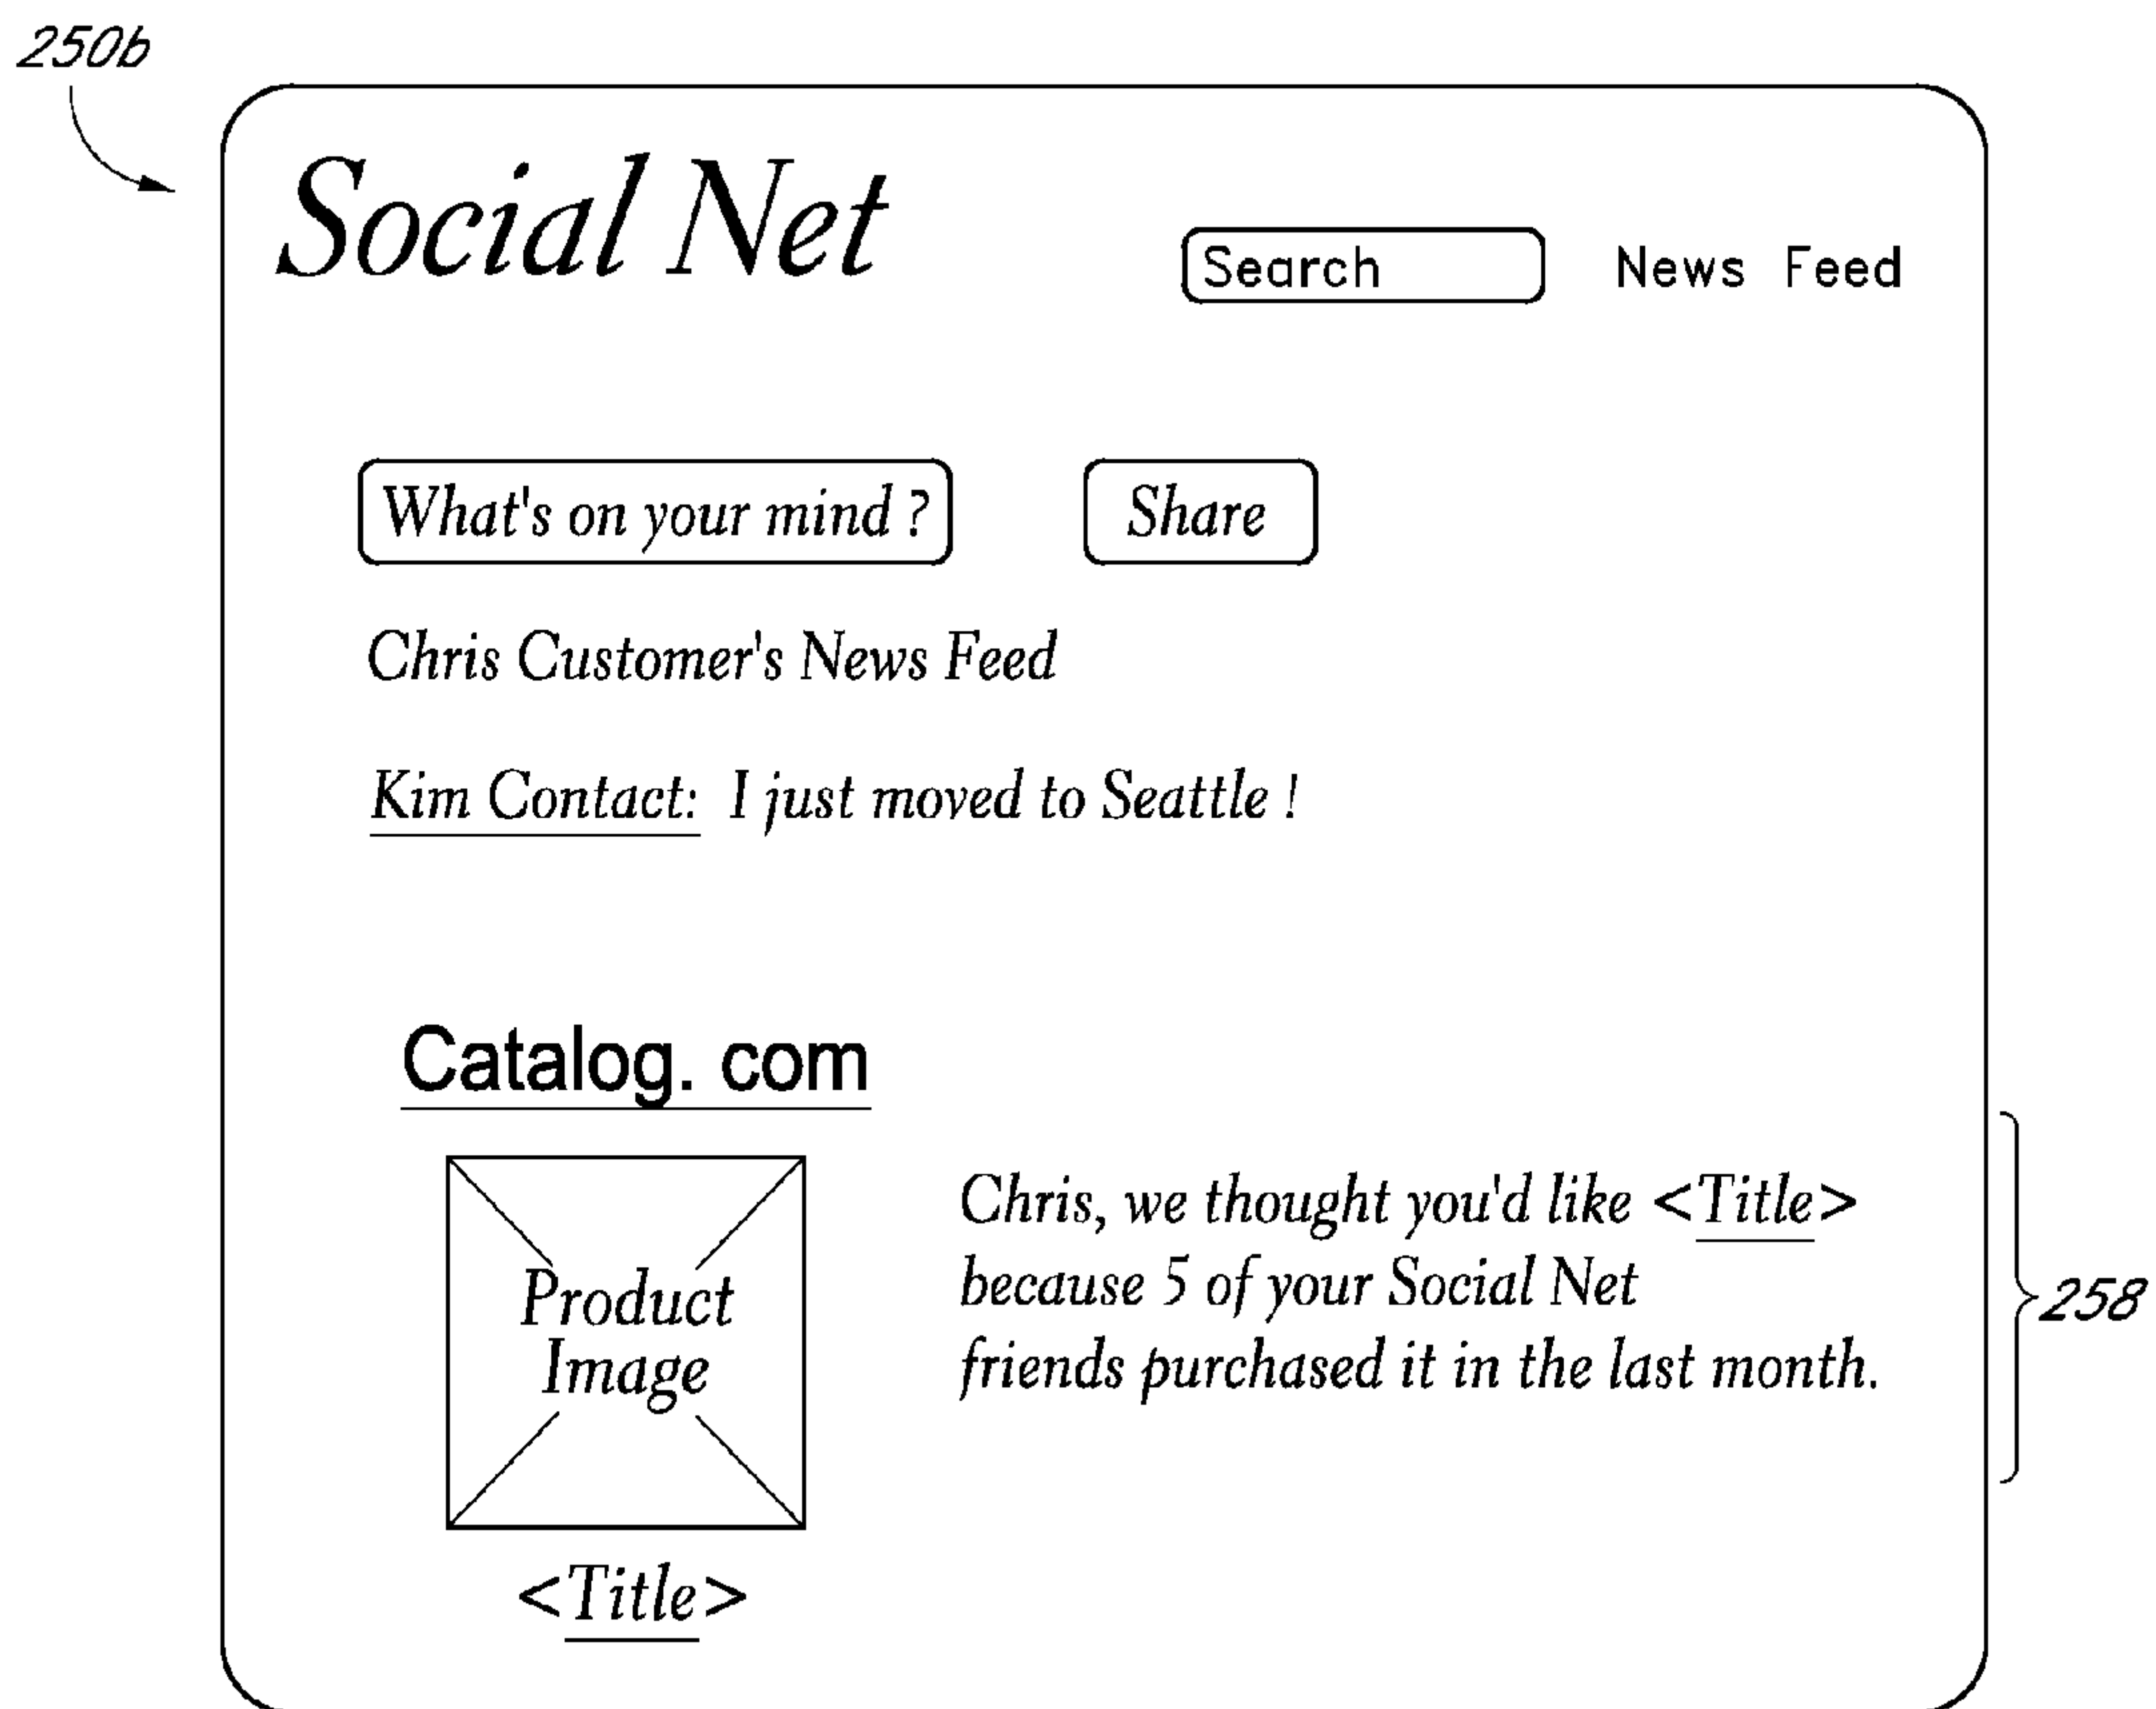 250b
Social Net
Search News Feed
What's on your mind ? Share
Chris Customer's News Feed
Kim Contact: I just moved to Seattle !
Catalog. com
Product
Image
<Title>
Chris, we thought you'd like <Title>
because 5 of your Social Net
friends purchased it in the last month.
258